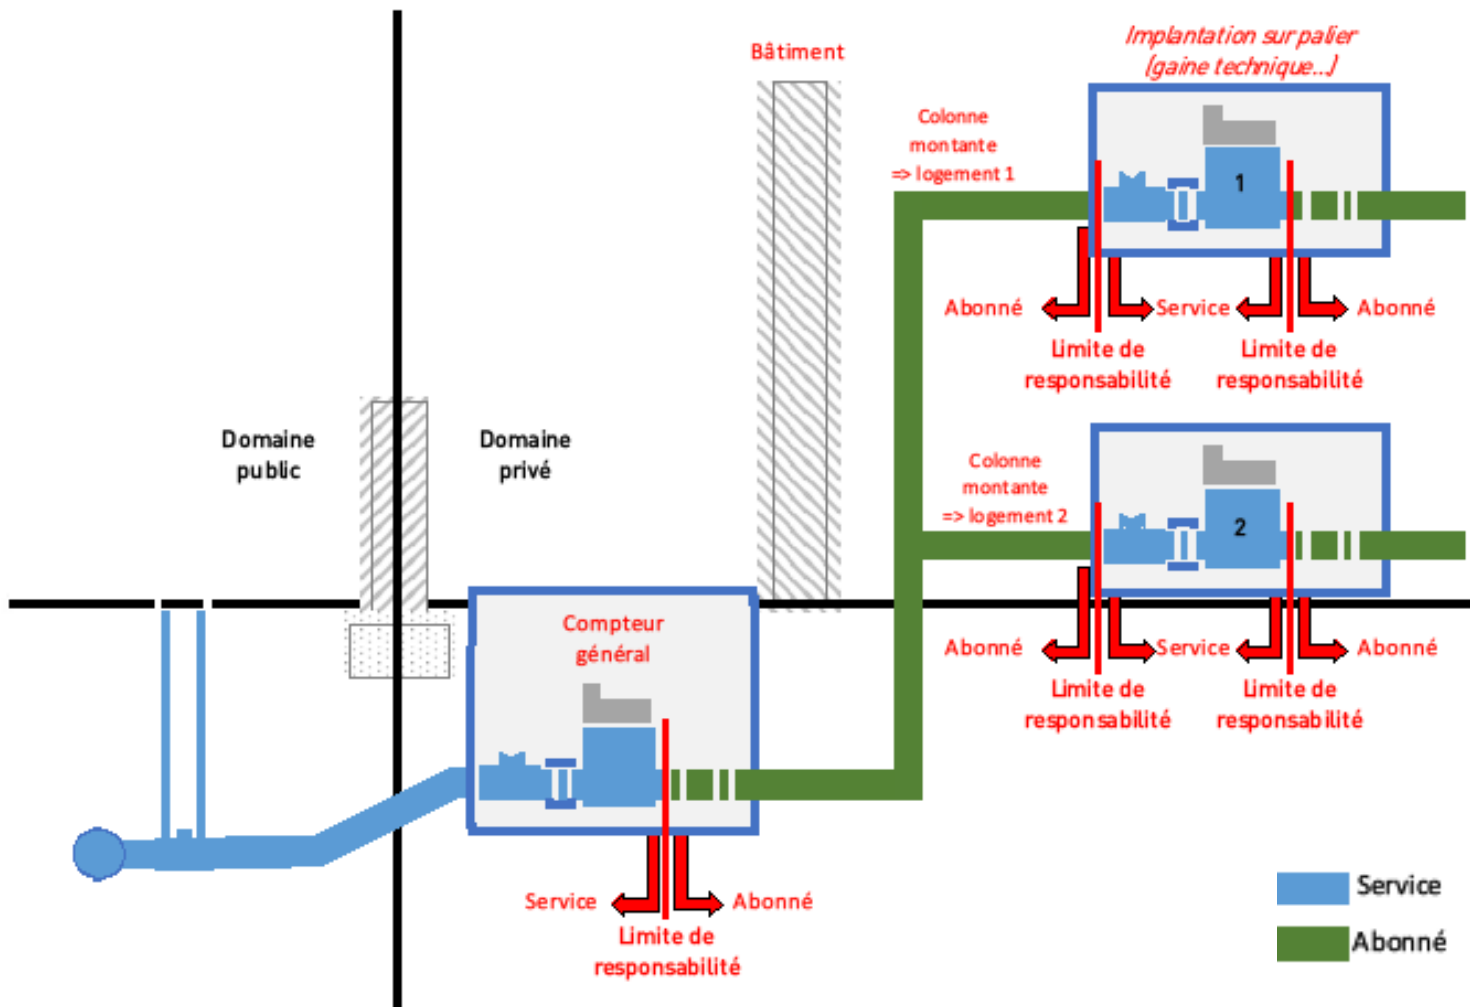 Implantation sur palier
(gaine technique...)
Bâtiment
Colonne
montante
=> logement 1
1
Abonné
Service
Abonné
Limite de
responsabilité
Limite de
responsabilité
Domaine
public
Domaine
privé
Colonne
montante
=> logement 2
2
Abonné
Service
Abonné
Limite de
responsabilité
Limite de
responsabilité
Compteur
général
Service
Abonné
Limite de
responsabilité
Service
Abonné